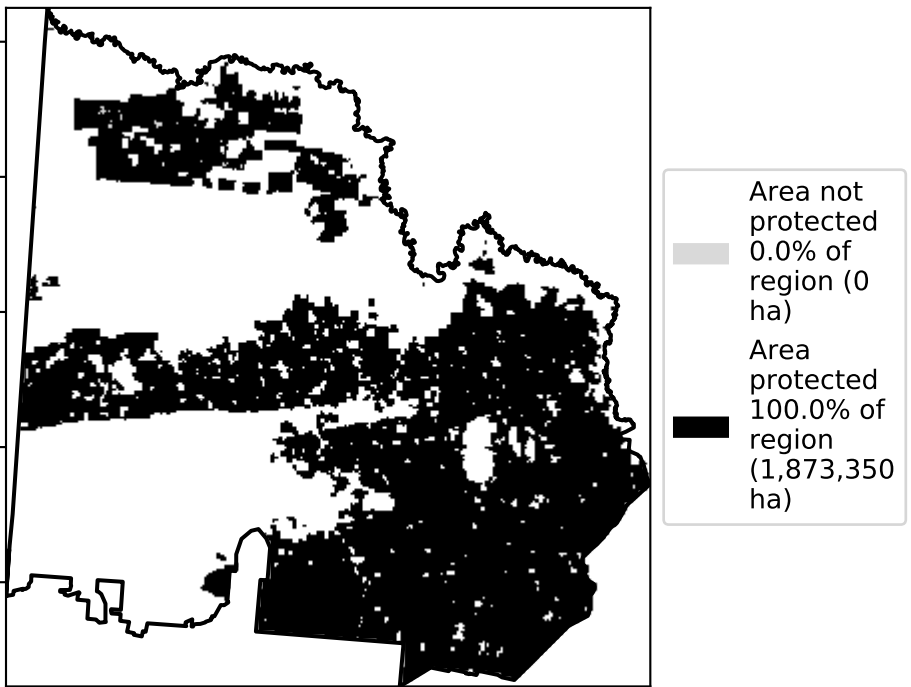 Area not
protected
0.0% of
region (0
ha)
Area
protected
100.0% of
region
(1,873,350
ha)